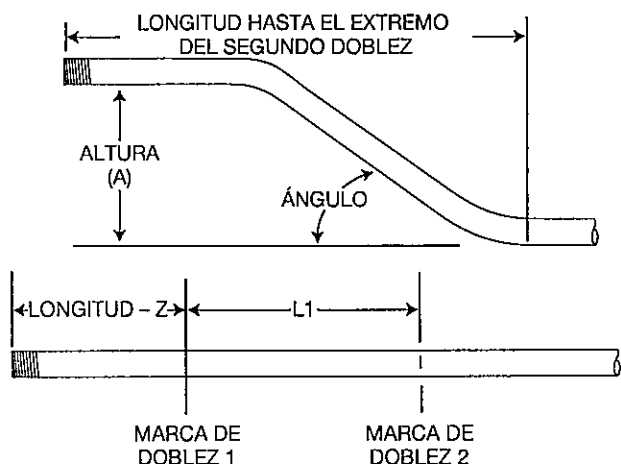 LONGITUD HASTA EL EXTREMO
DEL SEGUNDO DOBLEZ
ALTURA
(A)
ÁNGULO
LONGITUD – Z
L1
MARCA DE
DOBLEZ 1
MARCA DE
DOBLEZ 2